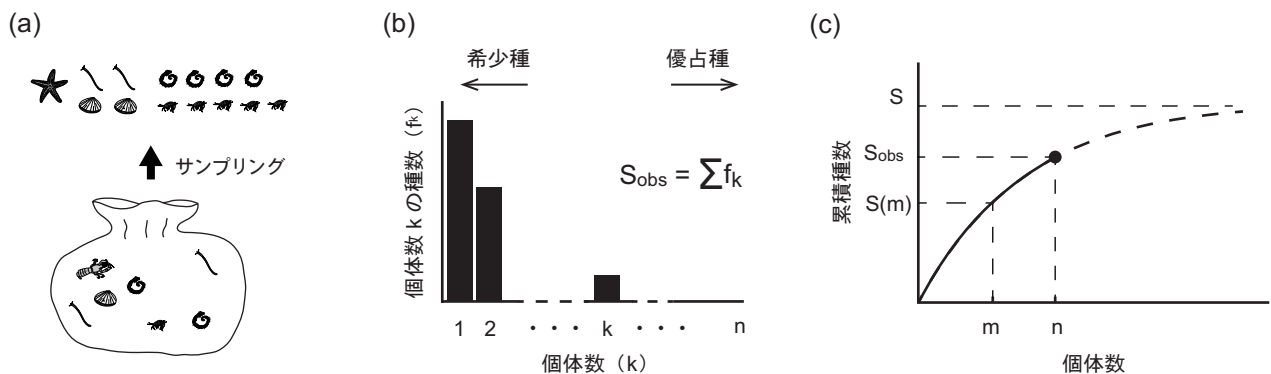 (a)
サンプリング
(b)
希少種
優占種
個体数 k の種数（fk）
Sobs = ∑fk
1 2 ・・・ k ・・・ n
個体数（k）
(c)
累積種数
S
Sobs
S(m)
m n
個体数